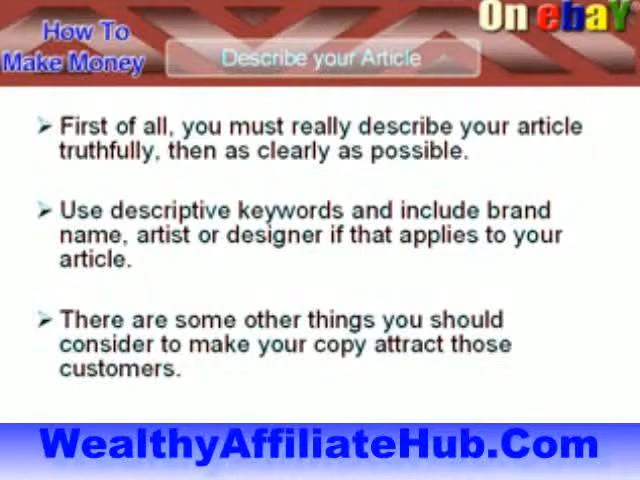 How To
Make Money
On ebaY
Describe your Article
First of all, you must really describe your article
truthfully, then as clearly as possible.
Use descriptive keywords and include brand
name, artist or designer if that applies to your
article.
There are some other things you should
consider to make your copy attract those
customers.
WealthyAffiliateHub.Com